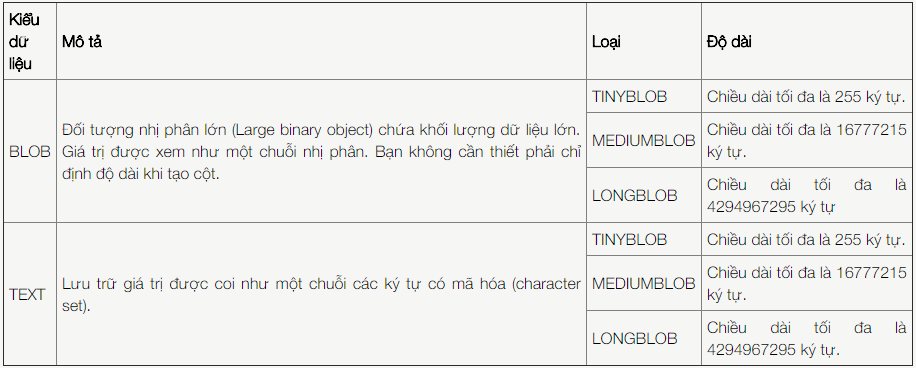 Kiểu
dữ
liệu
Mô tả
Loại
Độ dài
BLOB
Đối tượng nhị phân lớn (Large binary object) chứa khối lượng dữ liệu lớn.
Giá trị được xem như một chuỗi nhị phân. Bạn không cần thiết phải chỉ
định độ dài khi tạo cột.
TINYBLOB
Chiều dài tối đa là 255 ký tự.
MEDIUMBLOB
Chiều dài tối đa là 16777215
ký tự.
LONGBLOB
Chiều dài tối đa là
4294967295 ký tự
TEXT
Lưu trữ giá trị được coi như một chuỗi các ký tự có mã hóa (character
set).
TINYBLOB
Chiều dài tối đa là 255 ký tự.
MEDIUMBLOB
Chiều dài tối đa là 16777215
ký tự.
LONGBLOB
Chiều dài tối đa là
4294967295 ký tự.